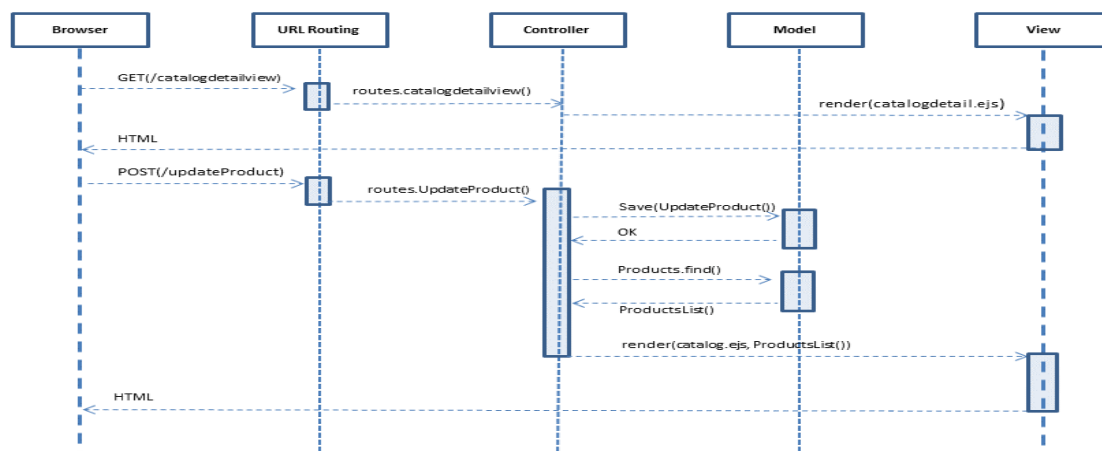 Browser
URL Routing
Controller
Model
View
GET(/catalogdetailview)
routes.catalogdetailview()
render(catalogdetail.ejs)
HTML
POST(/updateProduct)
routes.UpdateProduct()
Save(UpdateProduct())
OK
Products.find()
ProductsList()
render(catalog.ejs, ProductsList())
HTML